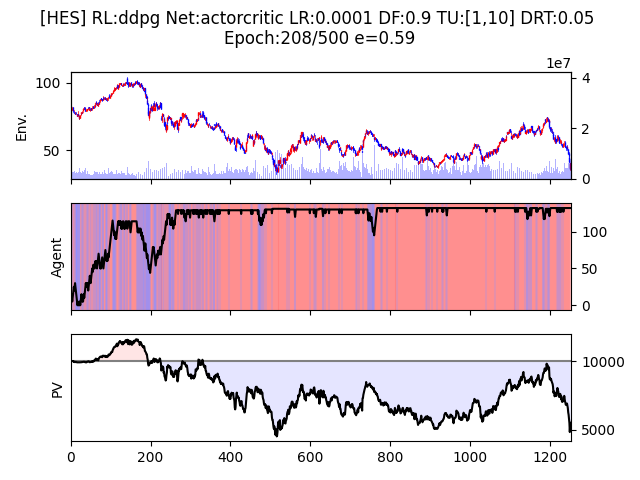 [HES] RL:ddpg Net:actorcritic LR:0.0001 DF:0.9 TU:[1,10] DRT:0.05
Epoch:208/500 e=0.59
1e7
100
50
Env.
4
2
0
Agent
100
50
0
PV
10000
5000
0
200
400
600
800
1000
1200